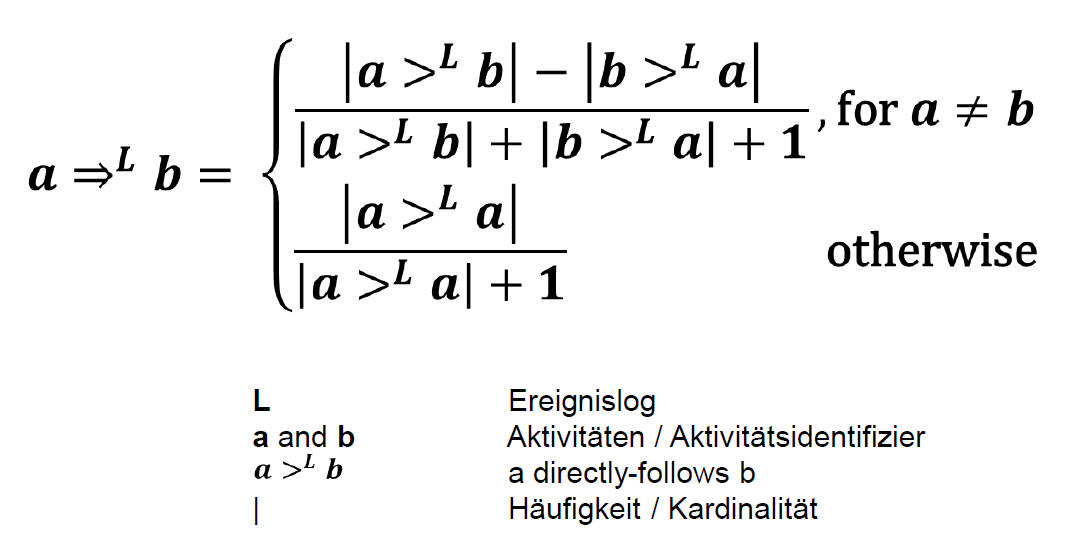 |a >ᴸ b| − |b >ᴸ a|
a ⇒ᴸ b = { , for a ≠ b
|a >ᴸ b| + |b >ᴸ a| + 1
|a >ᴸ a|
otherwise
|a >ᴸ a| + 1
L Ereignislog
a and b Aktivitäten / Aktivitätsidentifizier
a >ᴸ b a directly-follows b
| Häufigkeit / Kardinalität